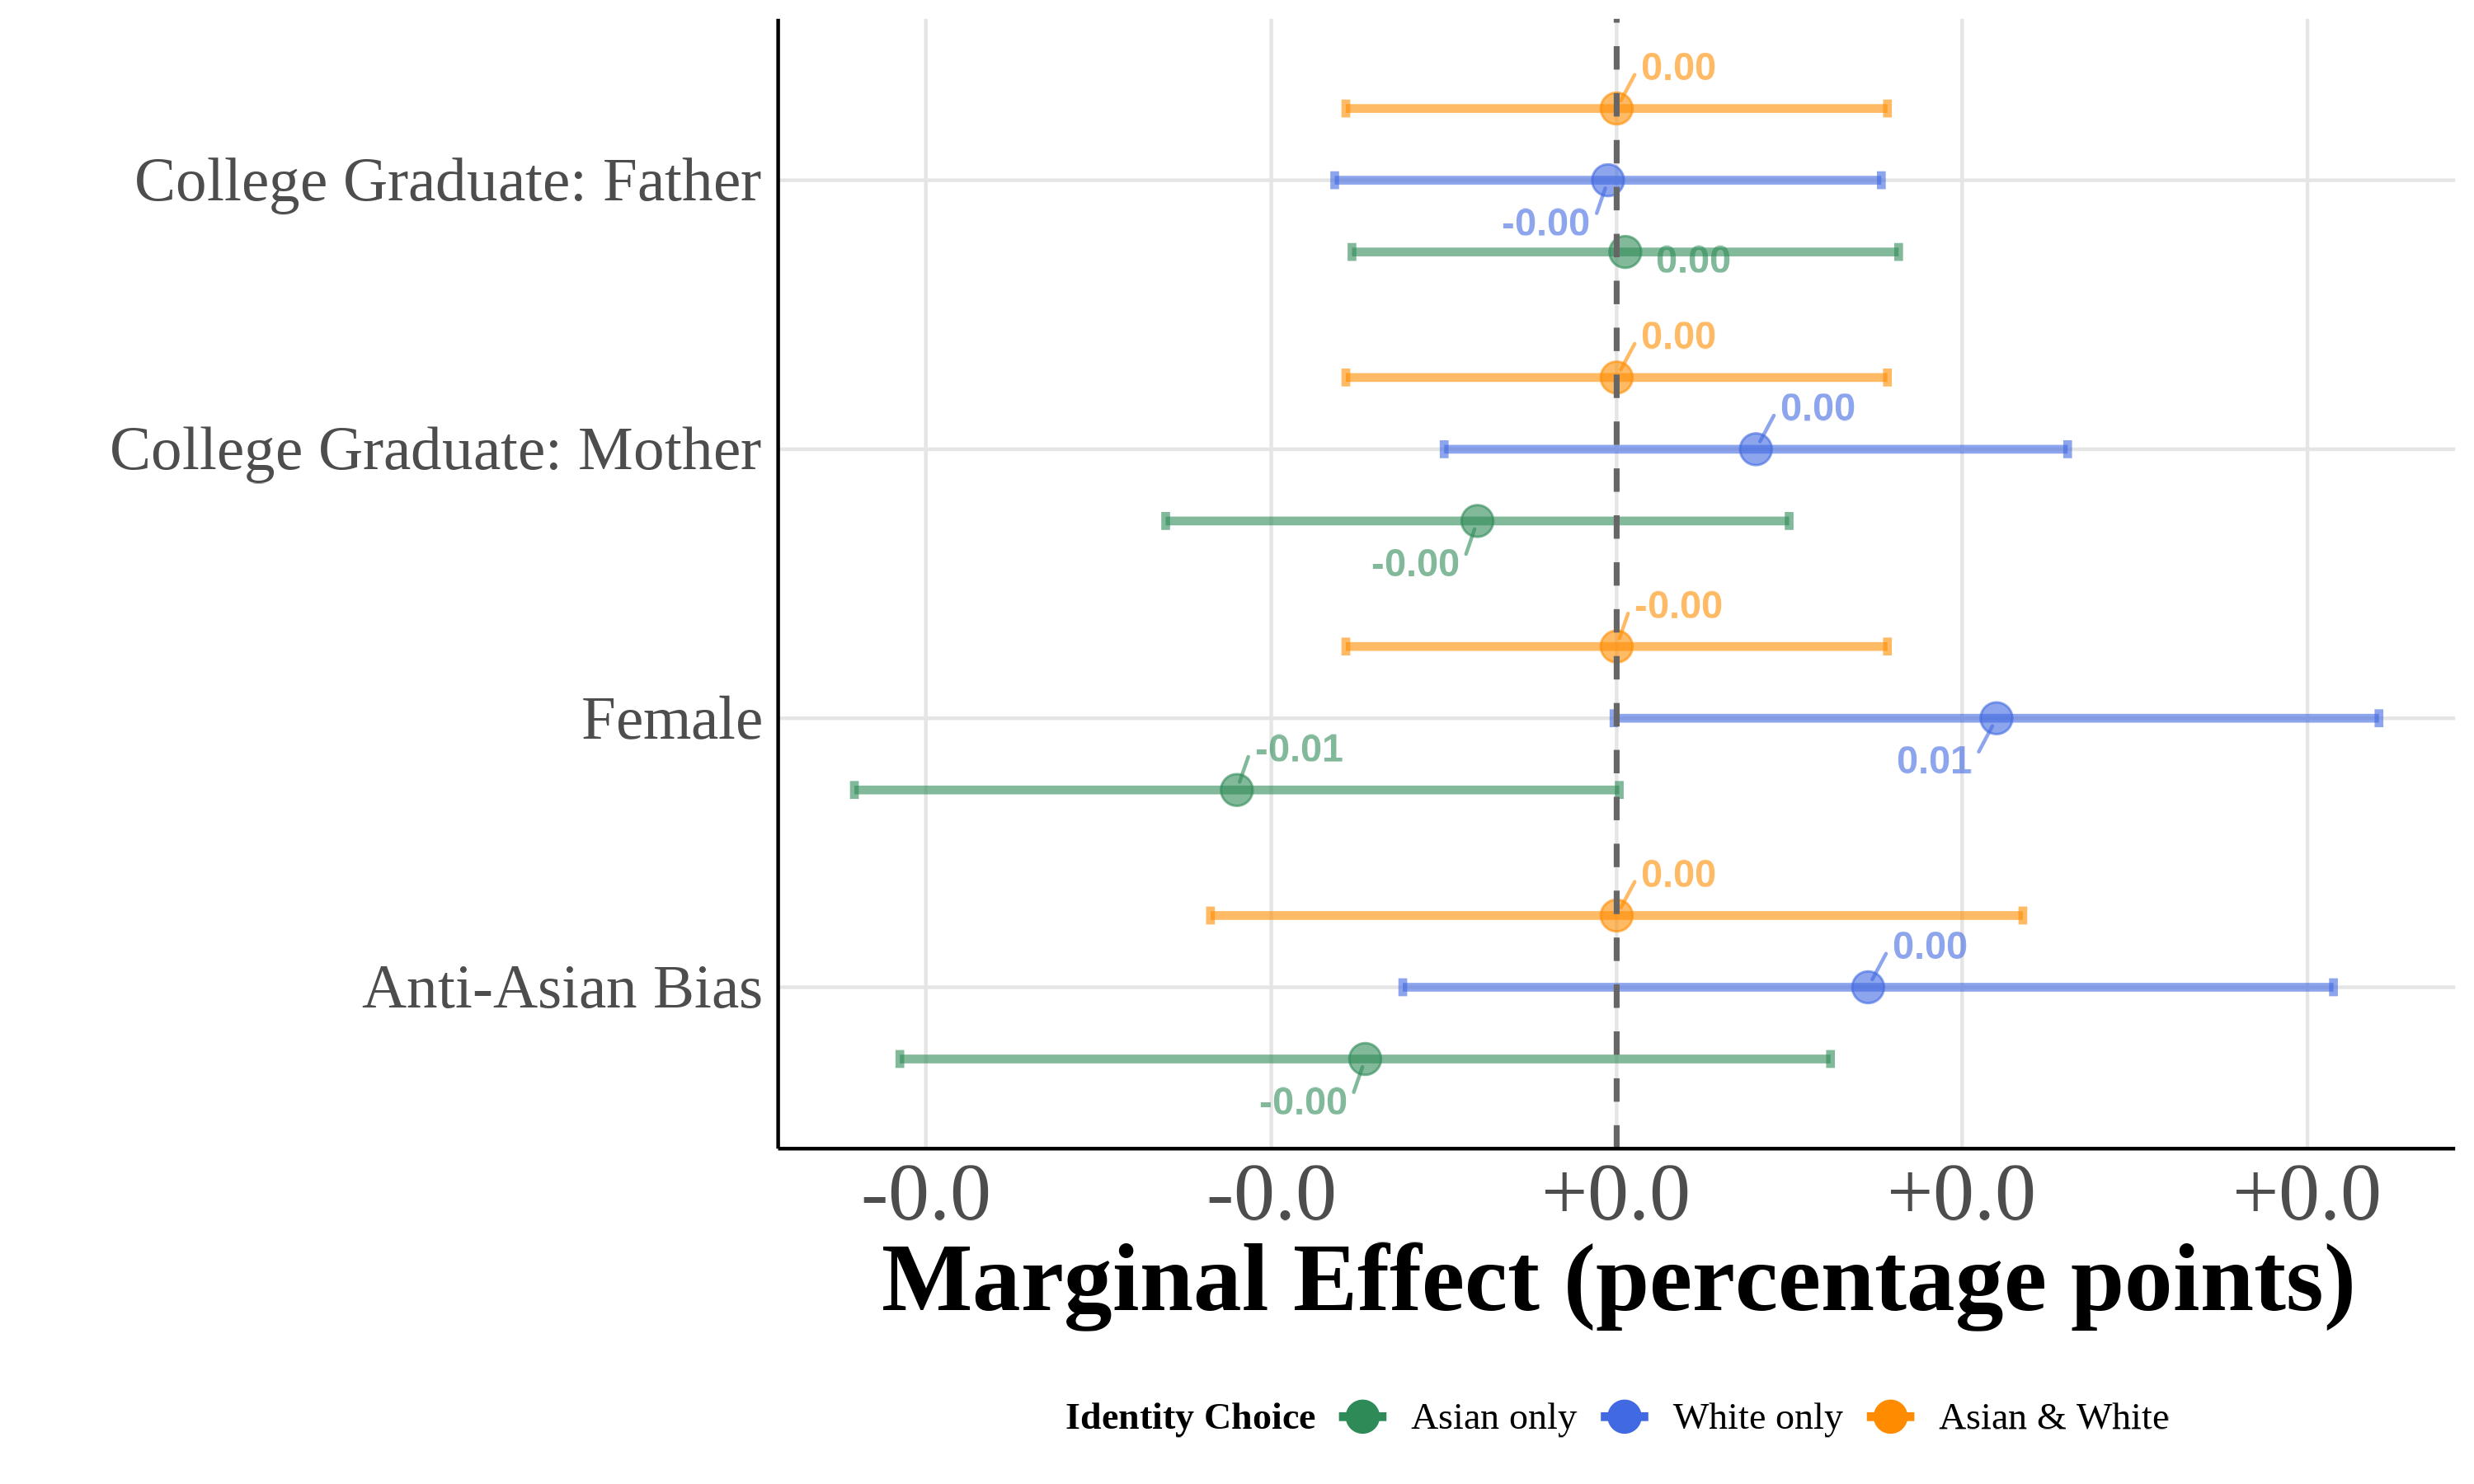 0.00
College Graduate: Father
-0.00
0.00
0.00
0.00
College Graduate: Mother
-0.00
-0.00
Female
-0.01
0.01
0.00
0.00
Anti-Asian Bias
-0.00
-0.0 -0.0 +0.0 +0.0 +0.0
Marginal Effect (percentage points)
Identity Choice Asian only White only Asian & White